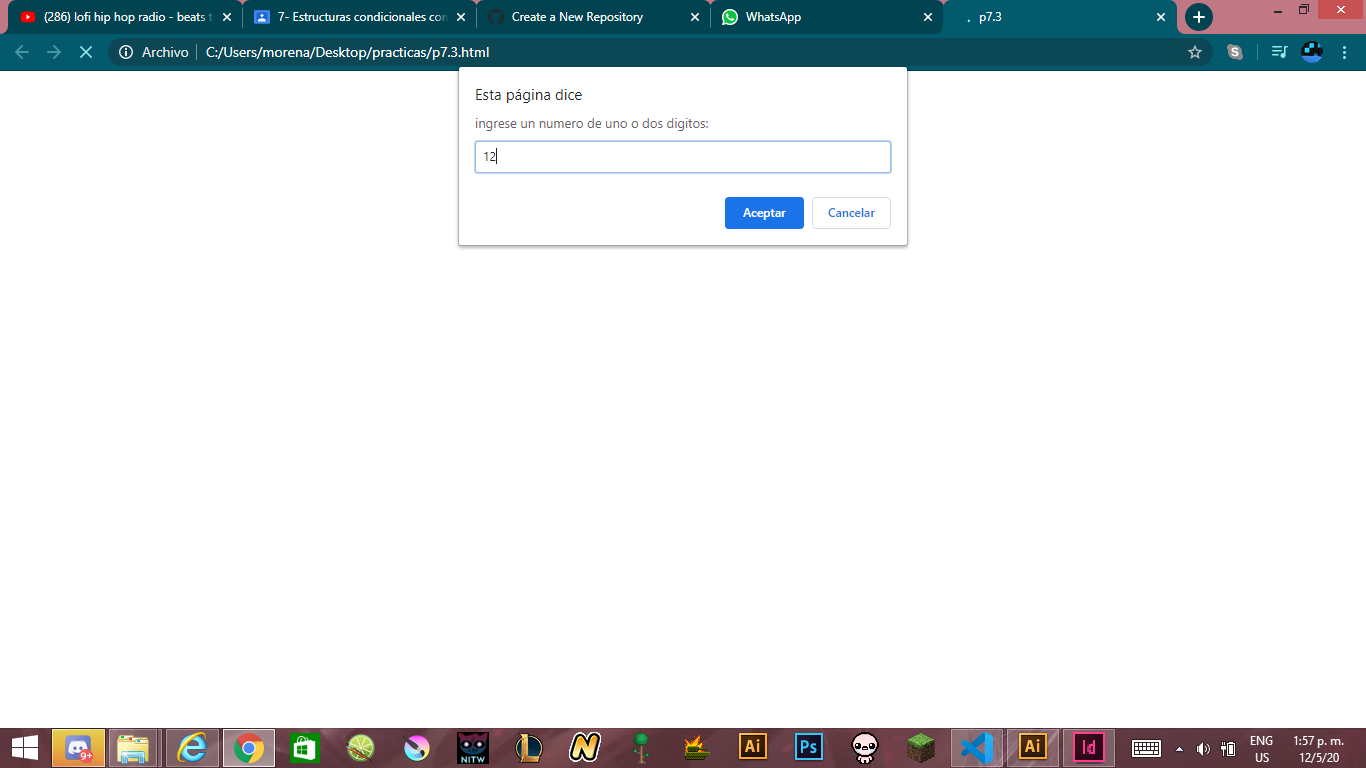 (286) lofi hip hop radio - beats t
7- Estructuras condicionales con
Create a New Repository
WhatsApp
p7.3
Archivo
C:/Users/morena/Desktop/practicas/p7.3.html
Esta página dice
ingrese un numero de uno o dos digitos:
12
Aceptar
Cancelar
9+
NITW
L
N
Ai
Ps
Ai
Id
ENG
US
1:57 p. m.
12/5/20